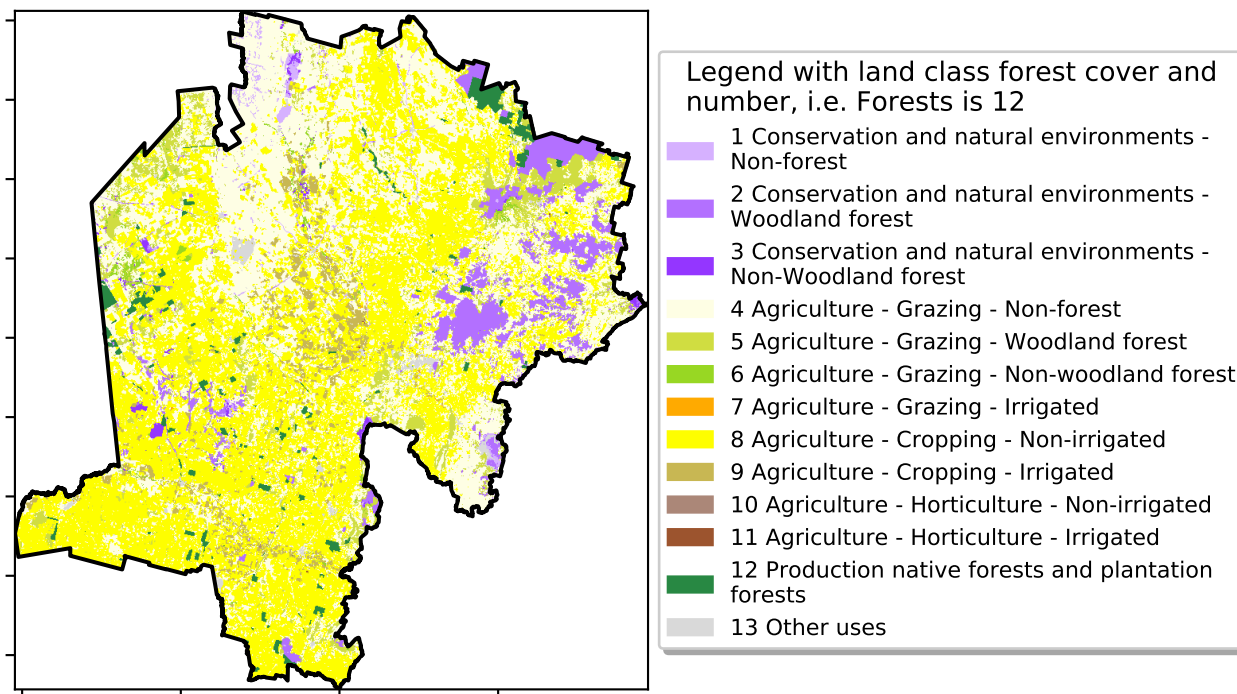 Legend with land class forest cover and
number, i.e. Forests is 12
1 Conservation and natural environments -
Non-forest
2 Conservation and natural environments -
Woodland forest
3 Conservation and natural environments -
Non-Woodland forest
4 Agriculture - Grazing - Non-forest
5 Agriculture - Grazing - Woodland forest
6 Agriculture - Grazing - Non-woodland forest
7 Agriculture - Grazing - Irrigated
8 Agriculture - Cropping - Non-irrigated
9 Agriculture - Cropping - Irrigated
10 Agriculture - Horticulture - Non-irrigated
11 Agriculture - Horticulture - Irrigated
12 Production native forests and plantation
forests
13 Other uses